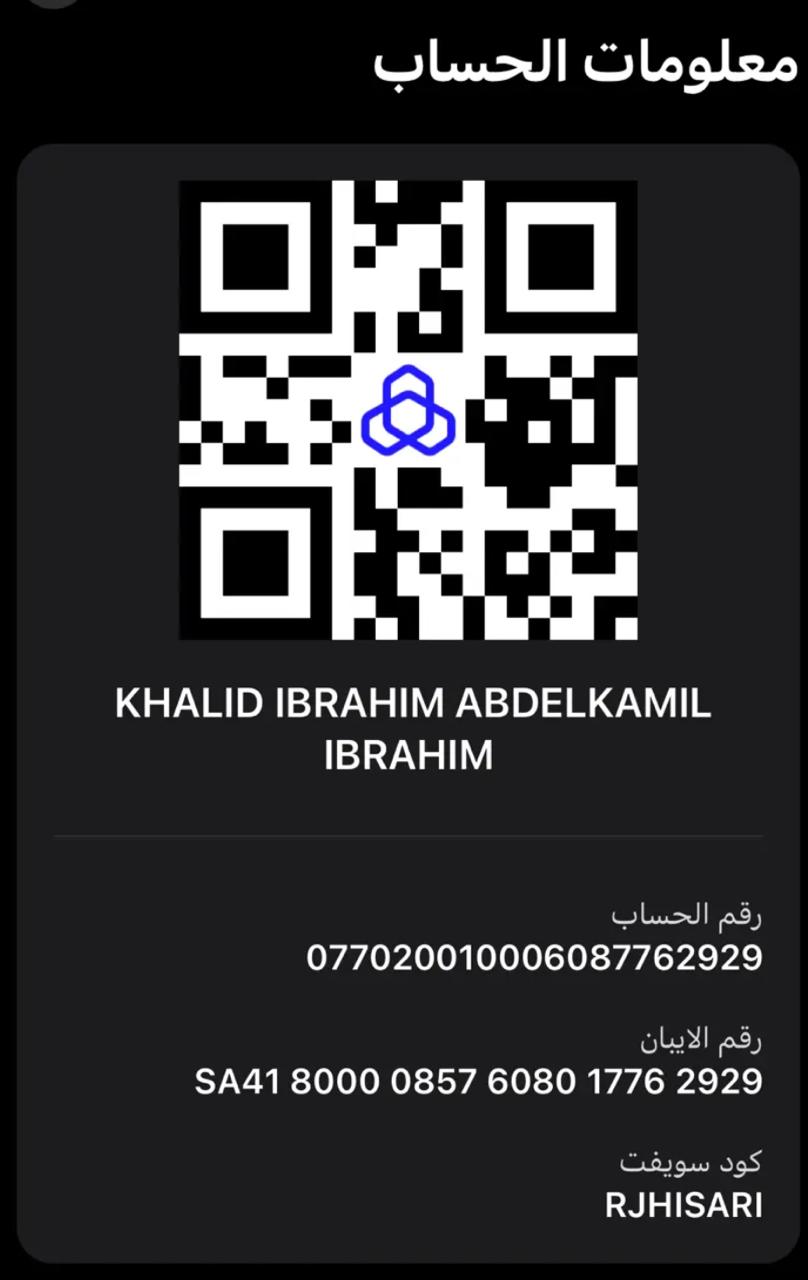 معلومات الحساب
KHALID IBRAHIM ABDELKAMIL
IBRAHIM
رقم الحساب
077020010006087762929
رقم الايبان
SA41 8000 0857 6080 1776 2929
كود سويفت
RJHISARI